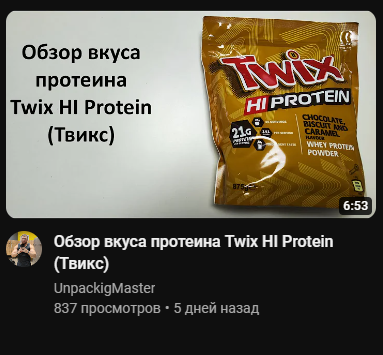 Обзор вкуса
протеина
Twix HI Protein
(Твикс)
TWIX
HI PROTEIN
21G
PROTEIN
CHOCOLATE,
BISCUIT AND
CARAMEL
FLAVOUR
WHEY PROTEIN
POWDER
875g
6:53
Обзор вкуса протеина Twix HI Protein
(Твикс)
UnpackigMaster
837 просмотров • 5 дней назад